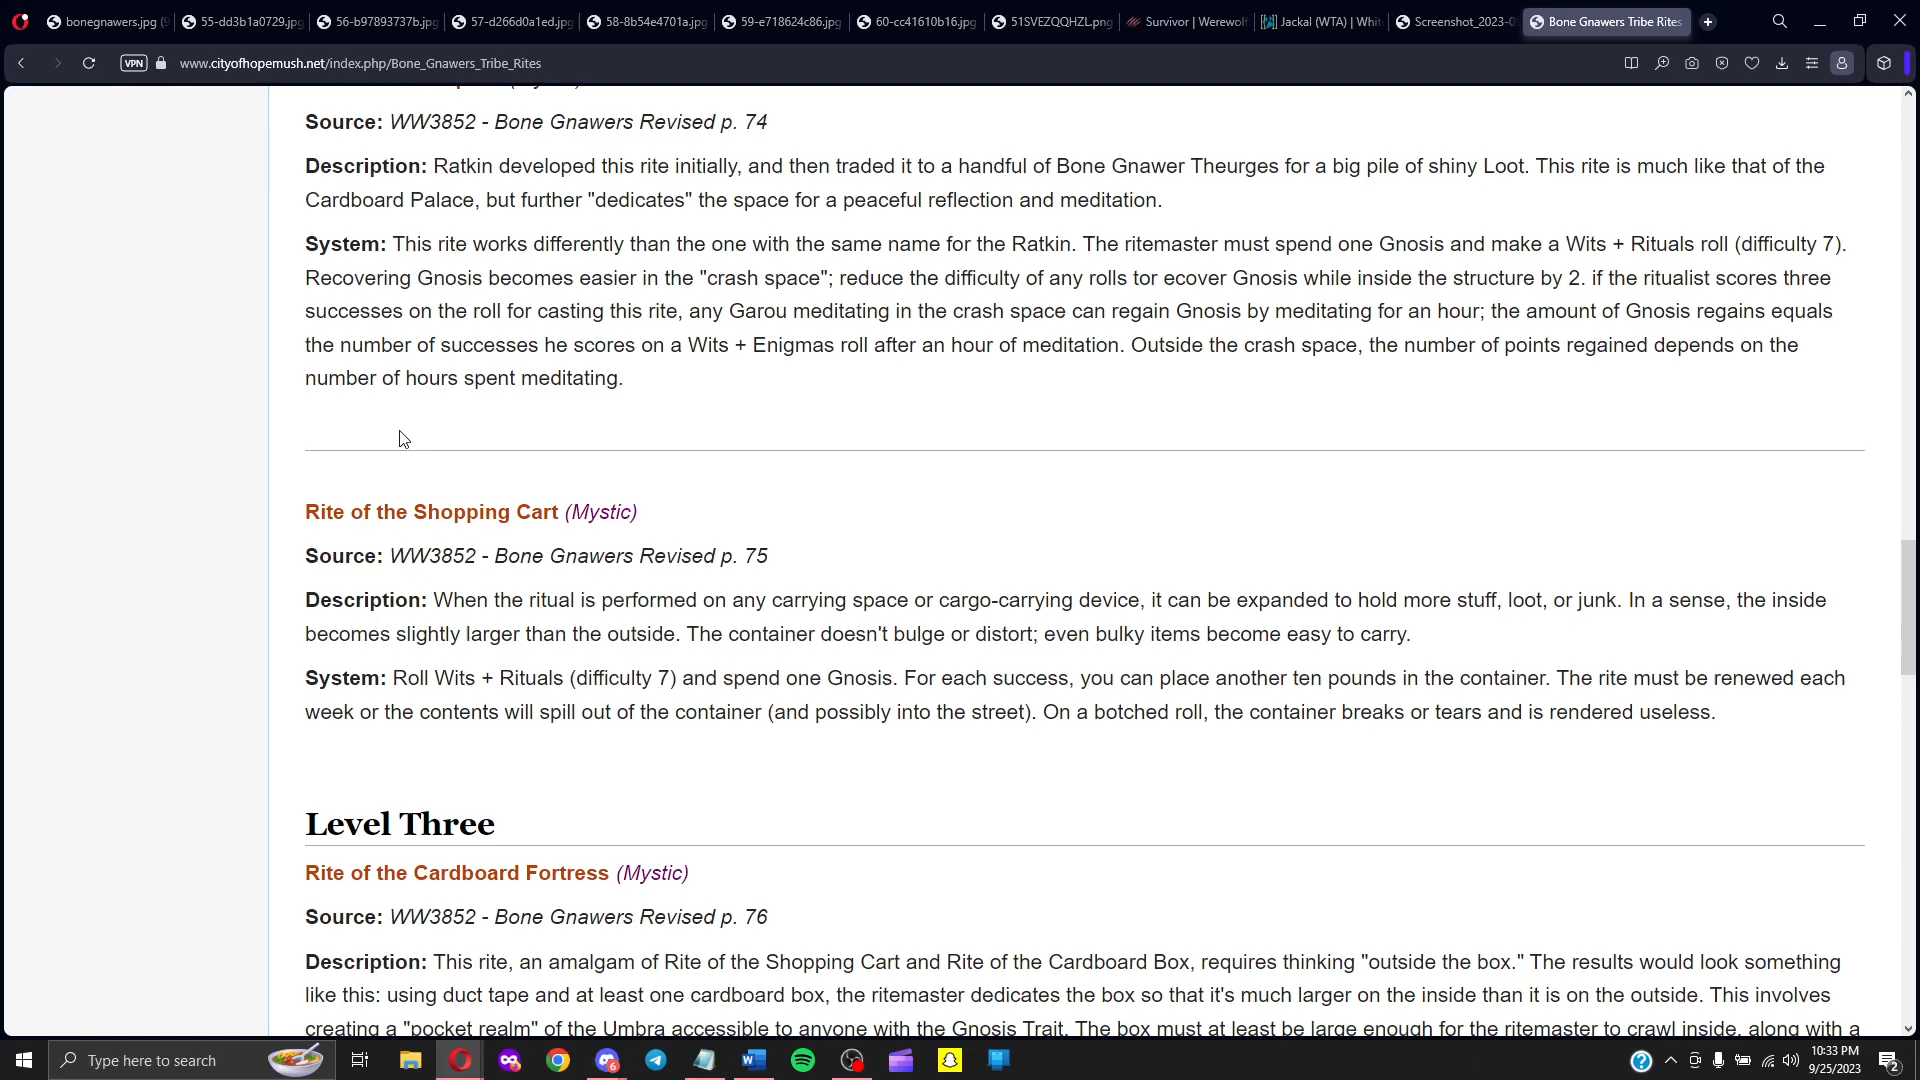 bonegnawers.jpg (9
55-dd3b1a0729.jpg
56-b97893737b.jpg
57-d266d0a1ed.jpg
58-8b54e4701a.jpg
59-e718624c86.jpg
60-cc41610b16.jpg
51SVEZQQHZL.png
Survivor | Werewolf
Jackal (WTA) | Whit
Screenshot_2023-09
Bone Gnawers Tribe Rites
VPN
www.cityofhopemush.net/index.php/Bone_Gnawers_Tribe_Rites
Source: WW3852 - Bone Gnawers Revised p. 74
Description: Ratkin developed this rite initially, and then traded it to a handful of Bone Gnawer Theurges for a big pile of shiny Loot. This rite is much like that of the
Cardboard Palace, but further "dedicates" the space for a peaceful reflection and meditation.
System: This rite works differently than the one with the same name for the Ratkin. The ritemaster must spend one Gnosis and make a Wits + Rituals roll (difficulty 7).
Recovering Gnosis becomes easier in the "crash space"; reduce the difficulty of any rolls tor ecover Gnosis while inside the structure by 2. if the ritualist scores three
successes on the roll for casting this rite, any Garou meditating in the crash space can regain Gnosis by meditating for an hour; the amount of Gnosis regains equals
the number of successes he scores on a Wits + Enigmas roll after an hour of meditation. Outside the crash space, the number of points regained depends on the
number of hours spent meditating.
Rite of the Shopping Cart (Mystic)
Source: WW3852 - Bone Gnawers Revised p. 75
Description: When the ritual is performed on any carrying space or cargo-carrying device, it can be expanded to hold more stuff, loot, or junk. In a sense, the inside
becomes slightly larger than the outside. The container doesn't bulge or distort; even bulky items become easy to carry.
System: Roll Wits + Rituals (difficulty 7) and spend one Gnosis. For each success, you can place another ten pounds in the container. The rite must be renewed each
week or the contents will spill out of the container (and possibly into the street). On a botched roll, the container breaks or tears and is rendered useless.
Level Three
Rite of the Cardboard Fortress (Mystic)
Source: WW3852 - Bone Gnawers Revised p. 76
Description: This rite, an amalgam of Rite of the Shopping Cart and Rite of the Cardboard Box, requires thinking "outside the box." The results would look something
like this: using duct tape and at least one cardboard box, the ritemaster dedicates the box so that it's much larger on the inside than it is on the outside. This involves
creating a "pocket realm" of the Umbra accessible to anyone with the Gnosis Trait. The box must at least be large enough for the ritemaster to crawl inside, along with a
Type here to search
6
10:33 PM
9/25/2023
2